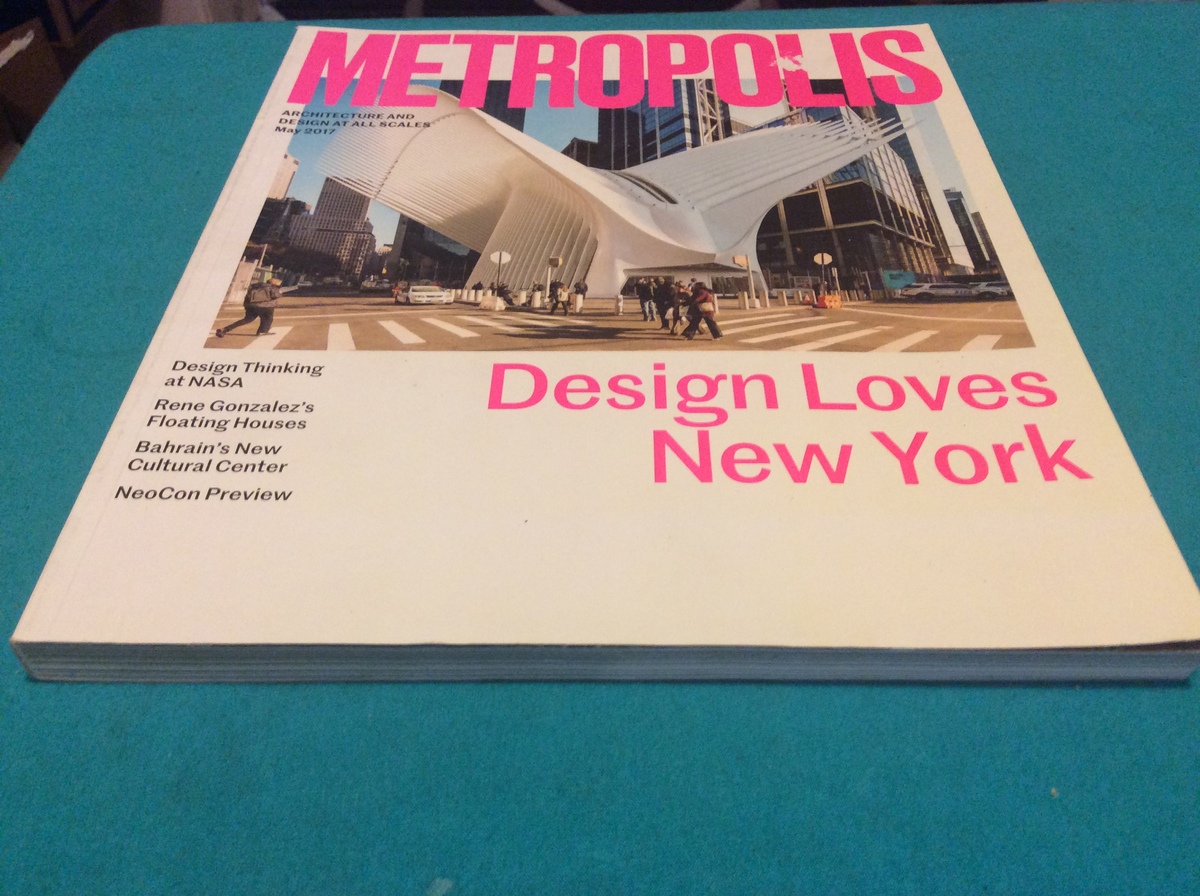 METROPOLIS
ARCHITECTURE AND
DESIGN AT ALL SCALES
May 2017
Design Thinking
at NASA
Rene Gonzalez's
Floating Houses
Bahrain's New
Cultural Center
NeoCon Preview
Design Loves
New York